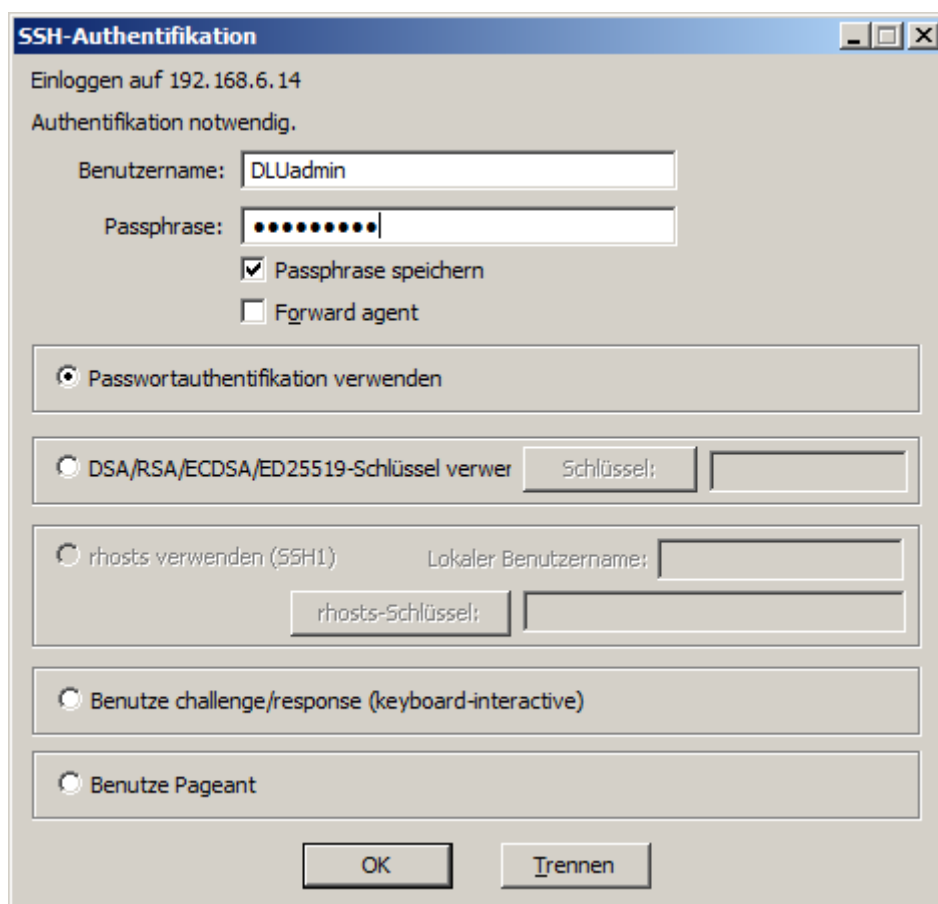 SSH-Authentifikation
Einloggen auf 192.168.6.14
Authentifikation notwendig.
Benutzername: DLUadmin
Passphrase: ●●●●●●●●●
Passphrase speichern
Forward agent
Passwortauthentifikation verwenden
DSA/RSA/ECDSA/ED25519-Schlüssel verwer Schlüssel:
rhosts verwenden (SSH1) Lokaler Benutzername:
rhosts-Schlüssel:
Benutze challenge/response (keyboard-interactive)
Benutze Pageant
OK Trennen